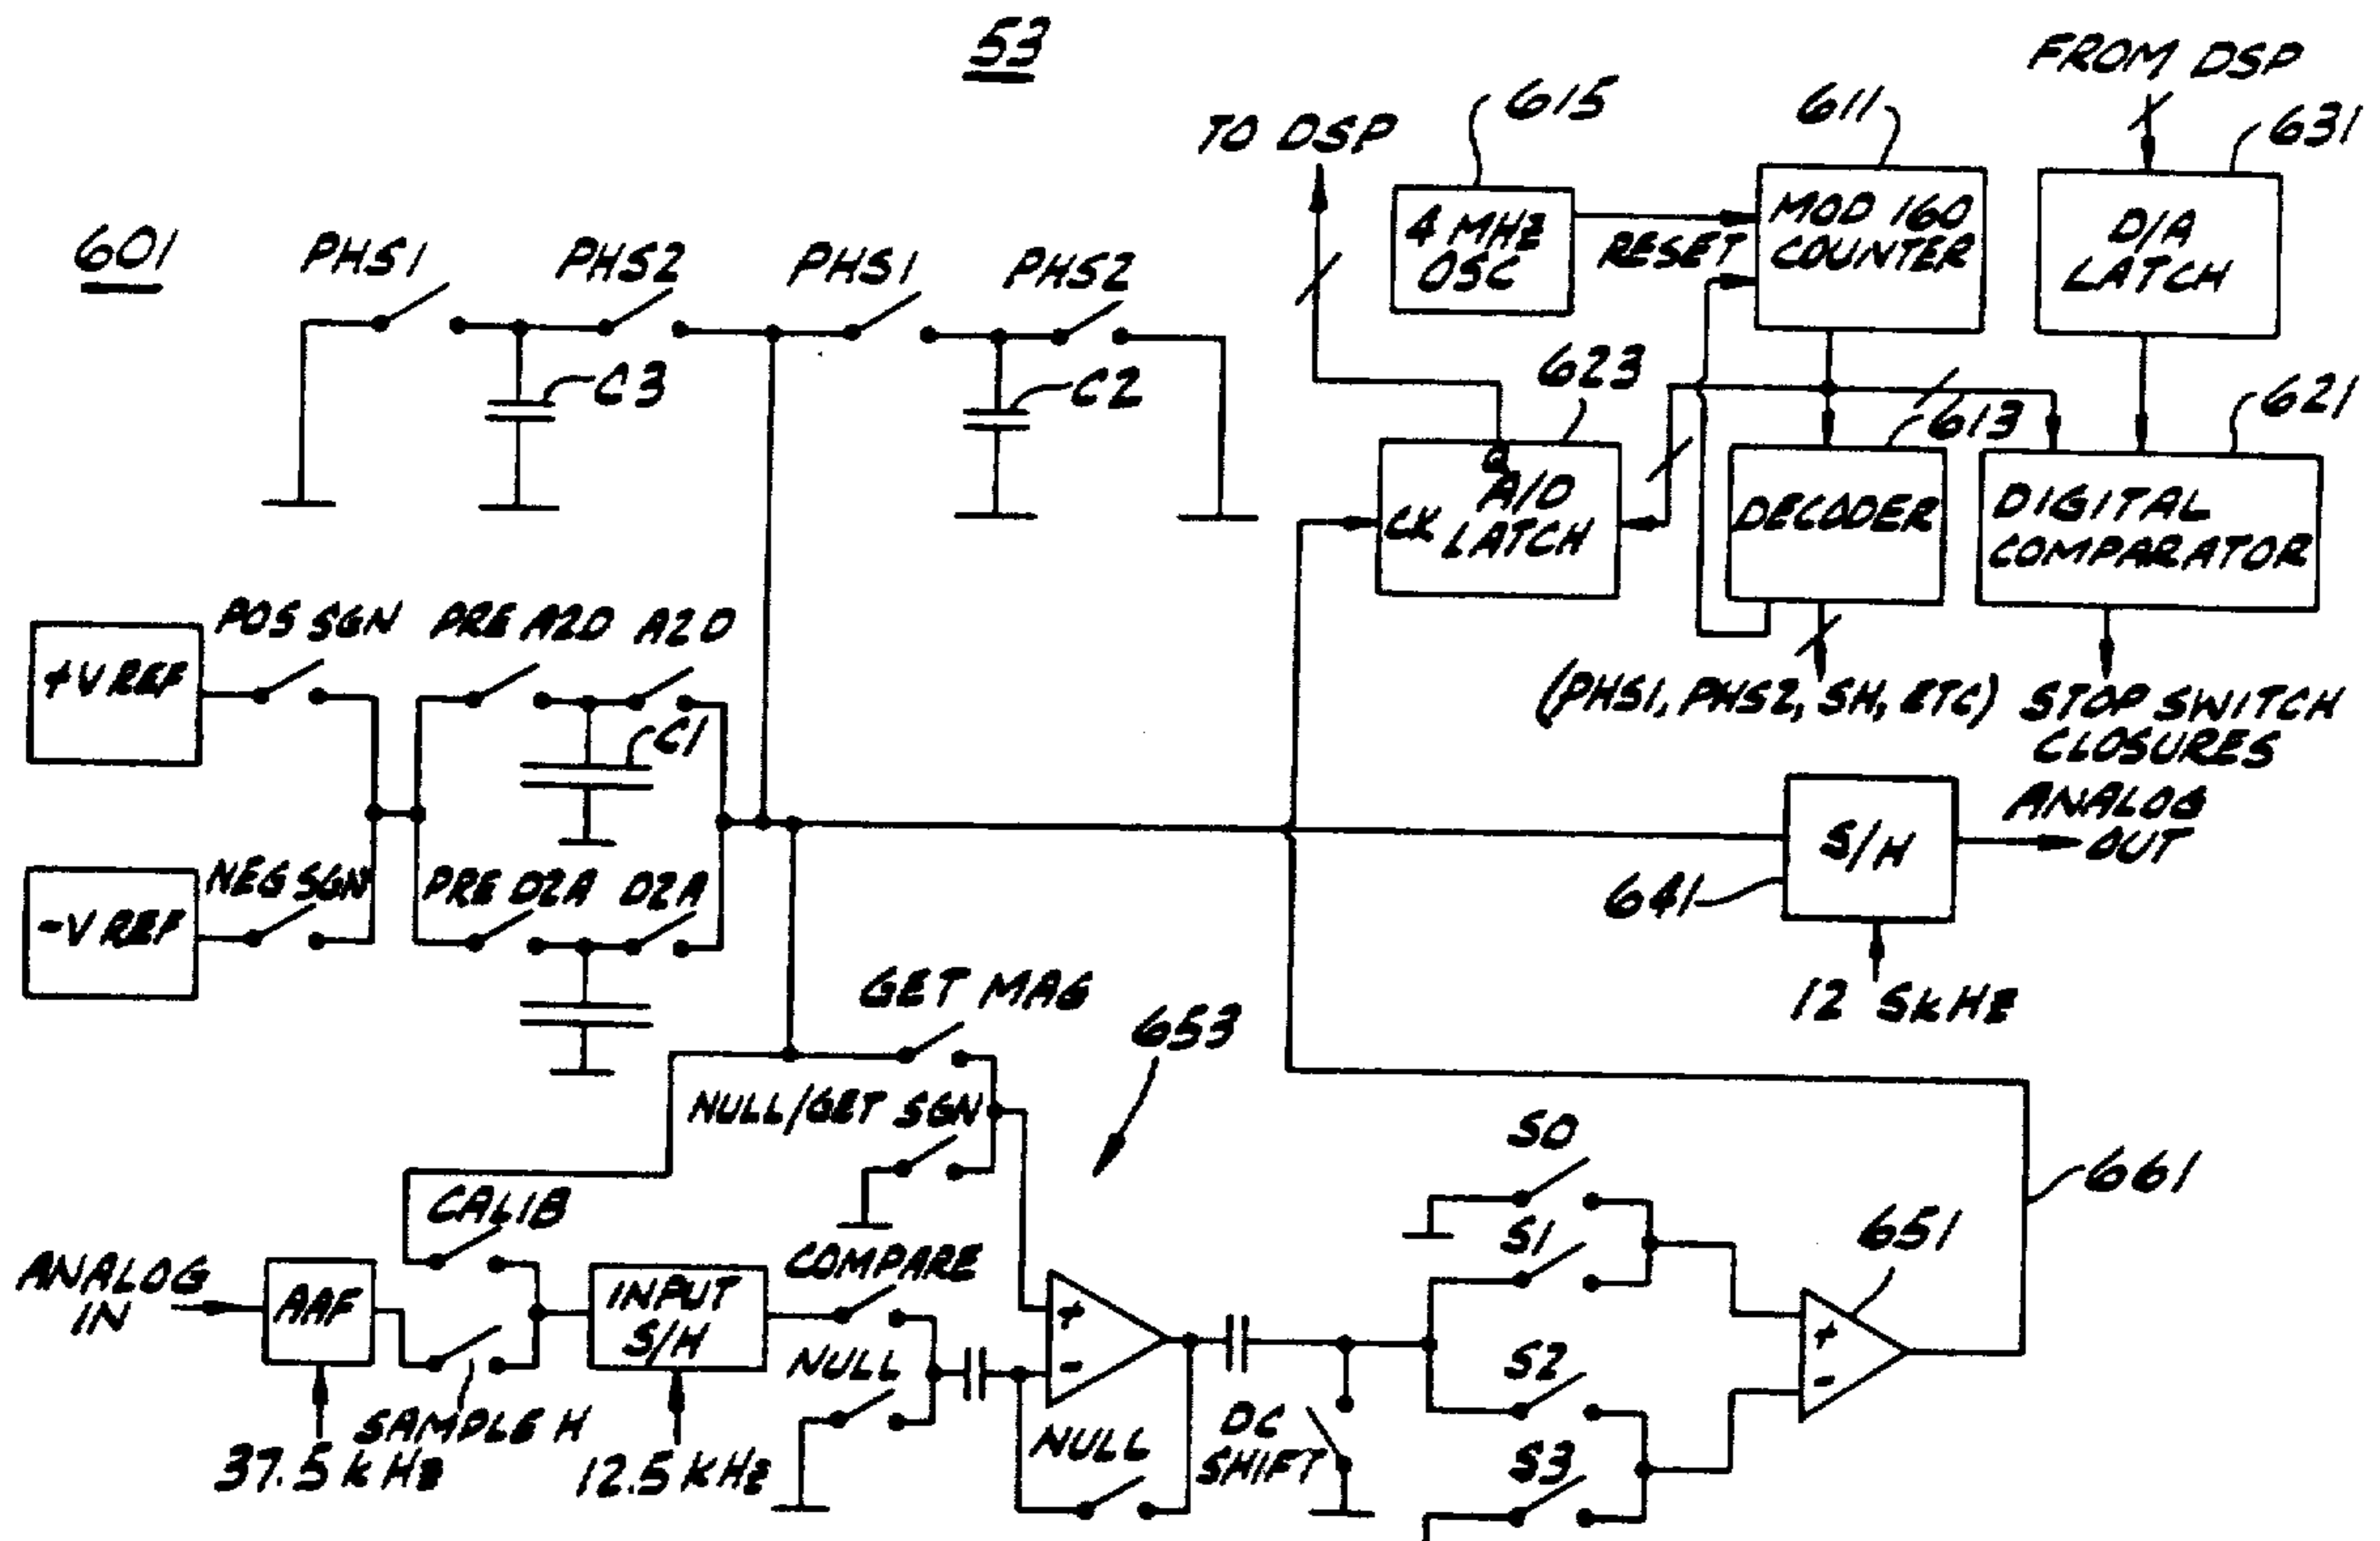 53
FROM DSP
TO DSP
615
611
631
601
PHS1
PHS2
PHS1
PHS2
4 MHZ
OSC
RESET
MOD 160
COUNTER
D/A
LATCH
C3
C2
623
613
621
Q
A/D
CK LATCH
DECODER
DIGITAL
COMPARATOR
POS SGN
PRE A2D
A2D
+V REF
C1
(PHS1, PHS2, SH, ETC)
STOP SWITCH
CLOSURES
ANALOG
OUT
S/H
641
12 5kHZ
NEG SGN
PRE D2A
D2A
-V REF
GET MAG
653
NULL/GET SGN
CALIB
S0
S1
661
651
ANALOG
IN
AAF
INPUT
S/H
COMPARE
NULL
+
-
NULL
DC
SHIFT
S2
S3
+
-
SAMPLE H
37.5 kHZ
12.5 KHZ